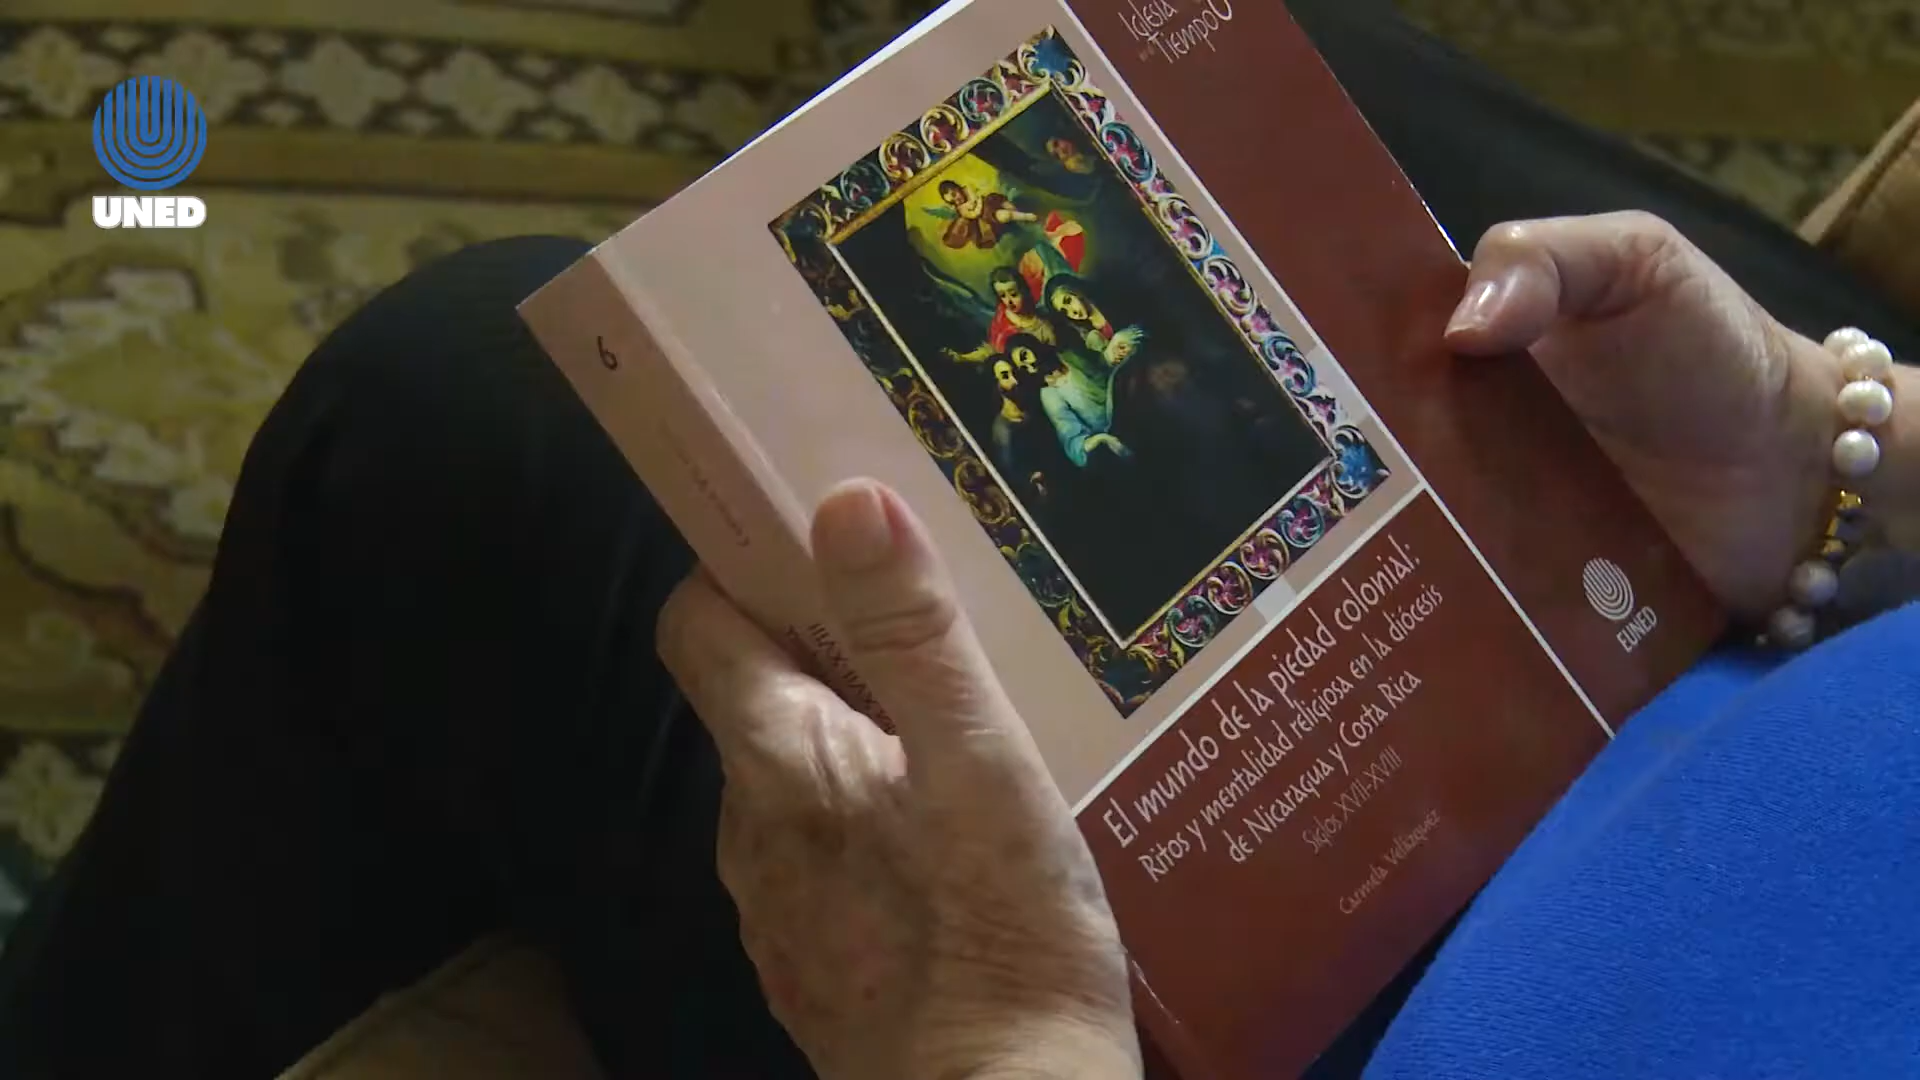 UNED
Iglesia
Tiempo
6
El mundo de la piedad colonial:
Ritos y mentalidad religiosa en la diócesis
de Nicaragua y Costa Rica
Siglos XVII-XVIII
Carmela Velázquez
EUNED